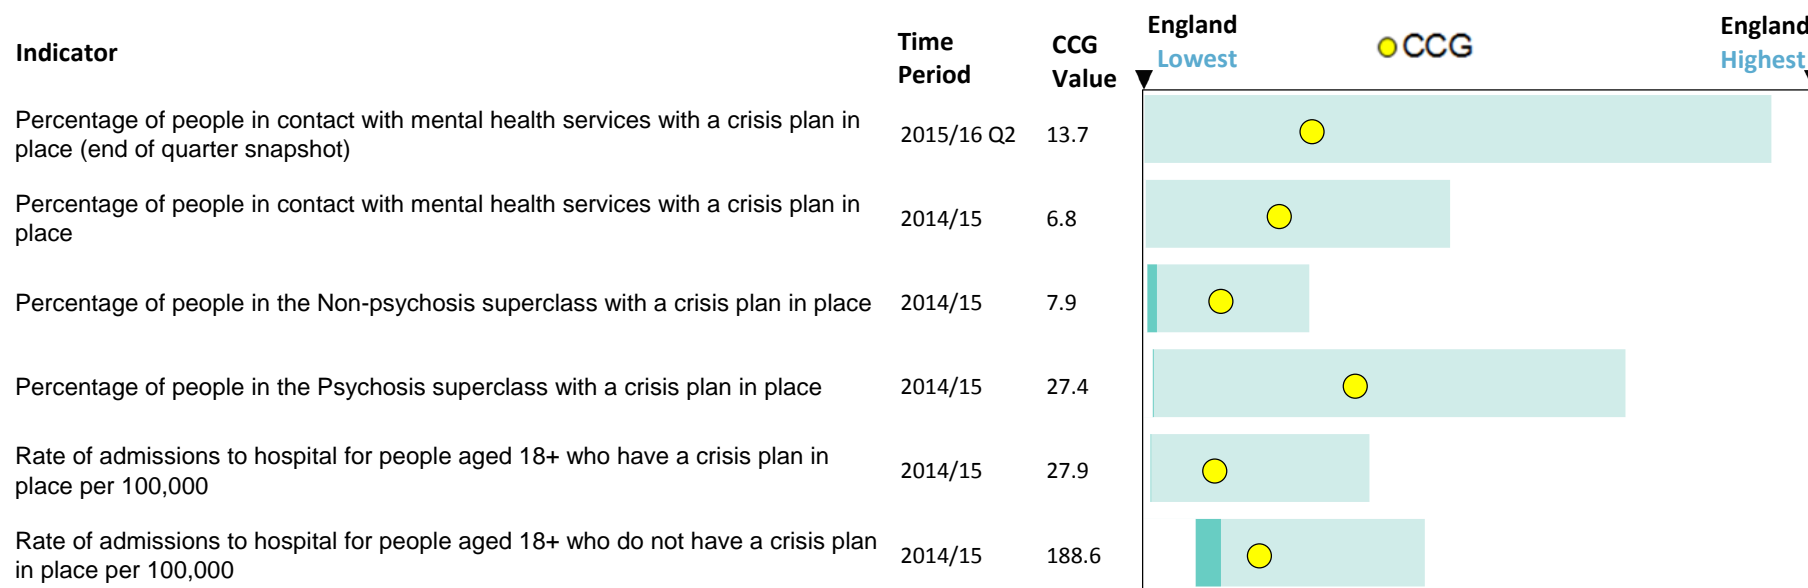 Indicator
Time
Period
CCG
Value
England
Lowest
CCG
England
Highest
Percentage of people in contact with mental health services with a crisis plan in
place (end of quarter snapshot)
2015/16 Q2
13.7
Percentage of people in contact with mental health services with a crisis plan in
place
2014/15
6.8
Percentage of people in the Non-psychosis superclass with a crisis plan in place
2014/15
7.9
Percentage of people in the Psychosis superclass with a crisis plan in place
2014/15
27.4
Rate of admissions to hospital for people aged 18+ who have a crisis plan in
place per 100,000
2014/15
27.9
Rate of admissions to hospital for people aged 18+ who do not have a crisis plan
in place per 100,000
2014/15
188.6